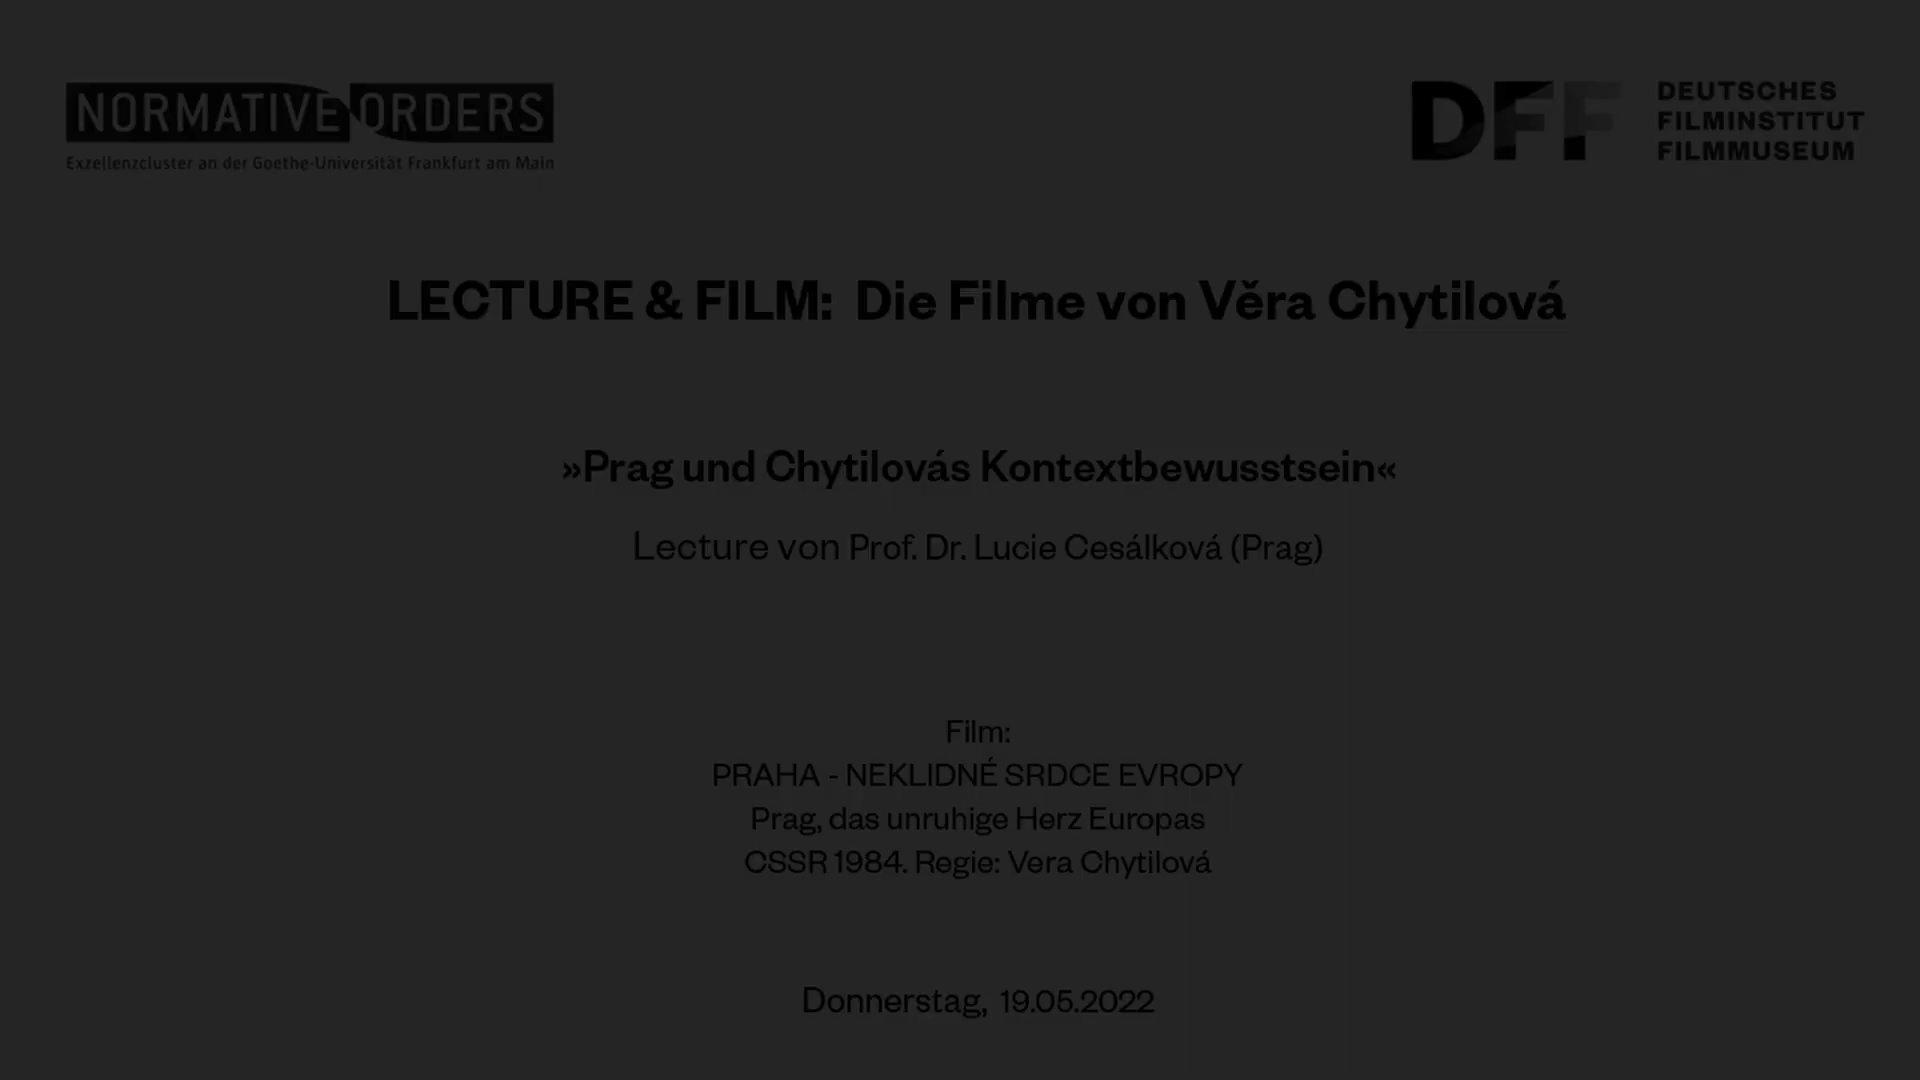 NORMATIVE ORDERS
Exzellenzcluster an der Goethe-Universität Frankfurt am Main
DFF
DEUTSCHES
FILMINSTITUT
FILMMUSEUM
LECTURE & FILM: Die Filme von Věra Chytilová
»Prag und Chytilovás Kontextbewusstsein«
Lecture von Prof. Dr. Lucie Cesálková (Prag)
Film:
PRAHA - NEKLIDNÉ SRDCE EVROPY
Prag, das unruhige Herz Europas
CSSR 1984. Regie: Vera Chytilová
Donnerstag, 19.05.2022